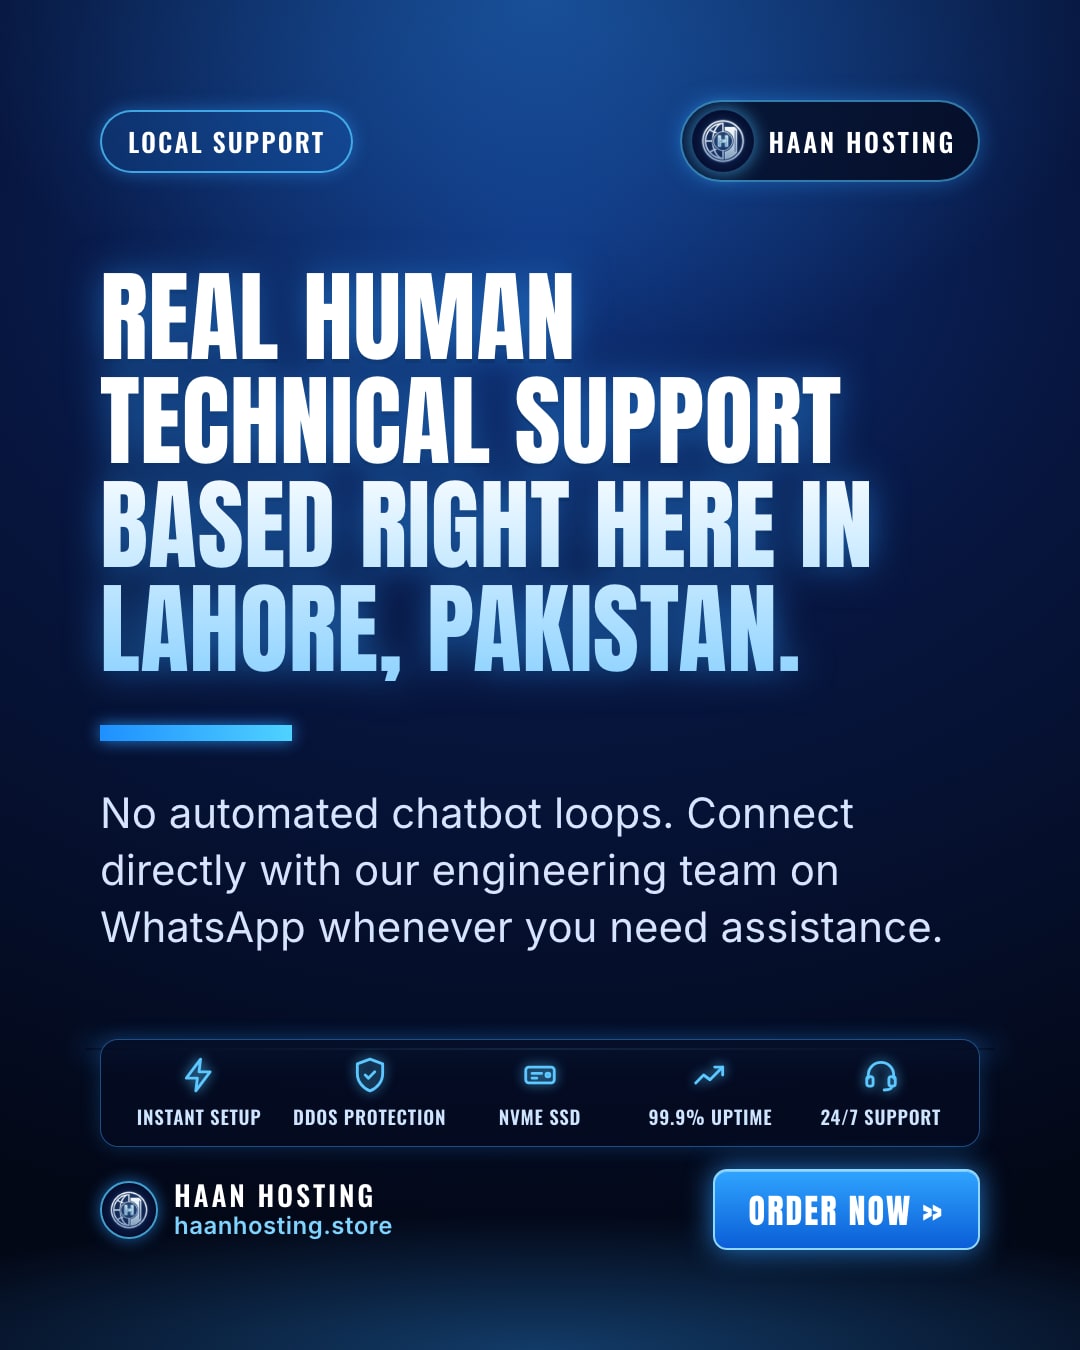 LOCAL SUPPORT
HAAN HOSTING
REAL HUMAN
TECHNICAL SUPPORT
BASED RIGHT HERE IN
LAHORE, PAKISTAN.
No automated chatbot loops. Connect
directly with our engineering team on
WhatsApp whenever you need assistance.
INSTANT SETUP
DDOS PROTECTION
NVME SSD
99.9% UPTIME
24/7 SUPPORT
HAAN HOSTING
haanhosting.store
ORDER NOW »